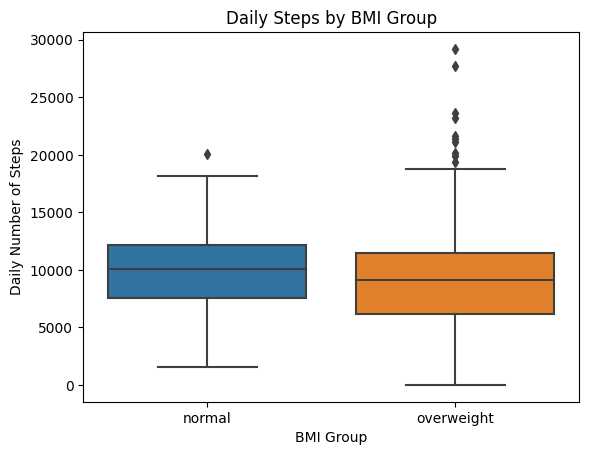 Daily Steps by BMI Group
Daily Number of Steps
30000
25000
20000
15000
10000
5000
0
normal
overweight
BMI Group